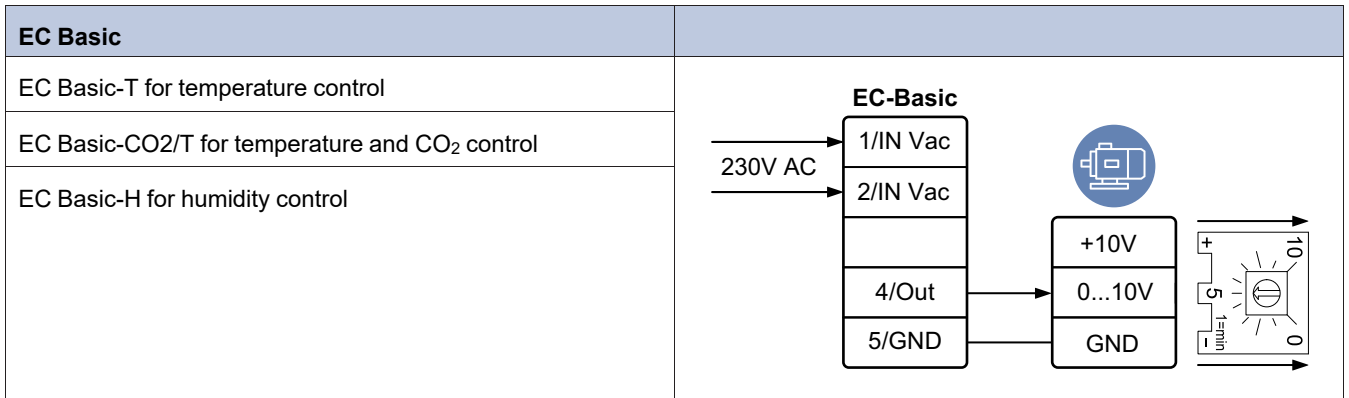 EC Basic
EC Basic-T for temperature control
EC Basic-CO2/T for temperature and CO₂ control
EC Basic-H for humidity control
EC-Basic
230V AC
1/IN Vac
2/IN Vac
4/Out
5/GND
+10V
0...10V
GND
+
5
-
1=min
10
0